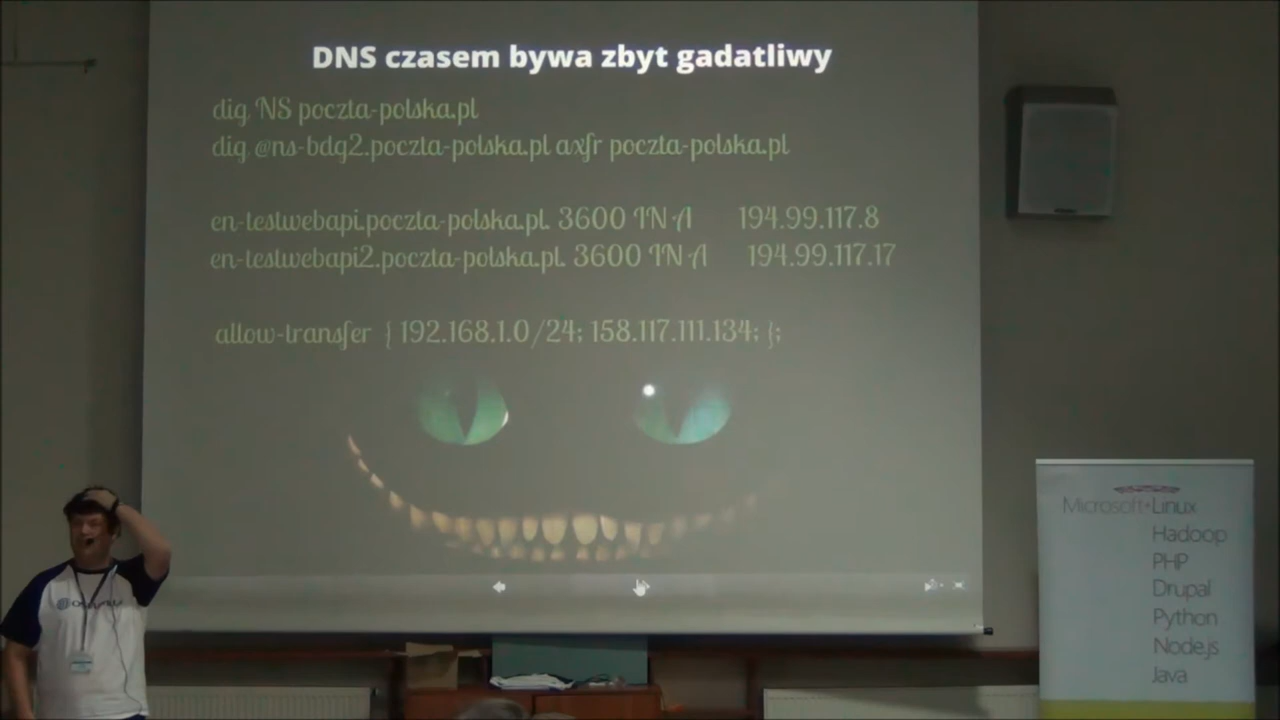 DNS czasem bywa zbyt gadatliwy
dig NS poczta-polska.pl
dig @ns-bdg2.poczta-polska.pl axfr poczta-polska.pl
en-testwebapi.poczta-polska.pl. 3600 IN A 194.99.117.8
en-testwebapi2.poczta-polska.pl. 3600 IN A 194.99.117.17
allow-transfer { 192.168.1.0/24; 158.117.111.134; };
Microsoft+Linux
Hadoop
PHP
Drupal
Python
Node.js
Java